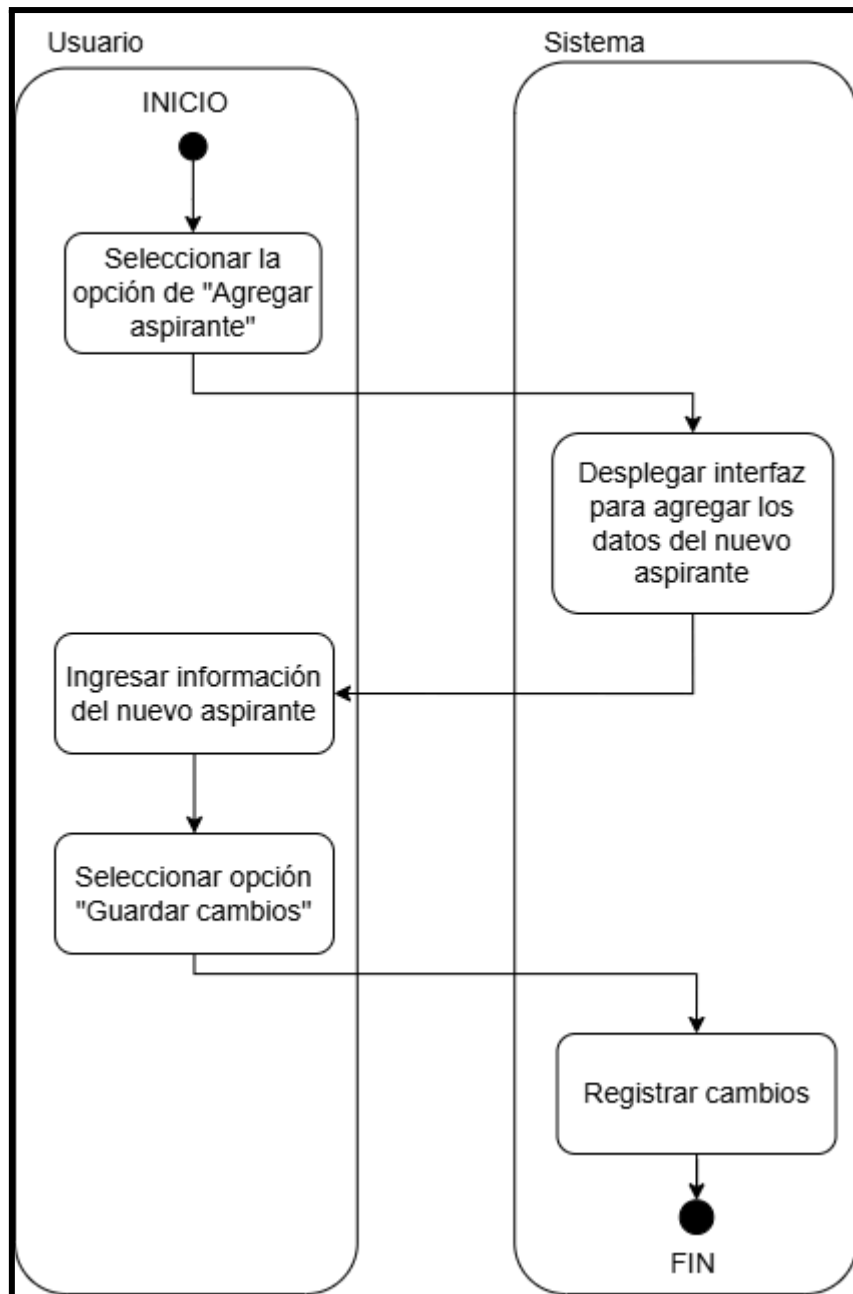 Usuario
Sistema
INICIO
Seleccionar la
opción de "Agregar
aspirante"
Desplegar interfaz
para agregar los
datos del nuevo
aspirante
Ingresar información
del nuevo aspirante
Seleccionar opción
"Guardar cambios"
Registrar cambios
FIN